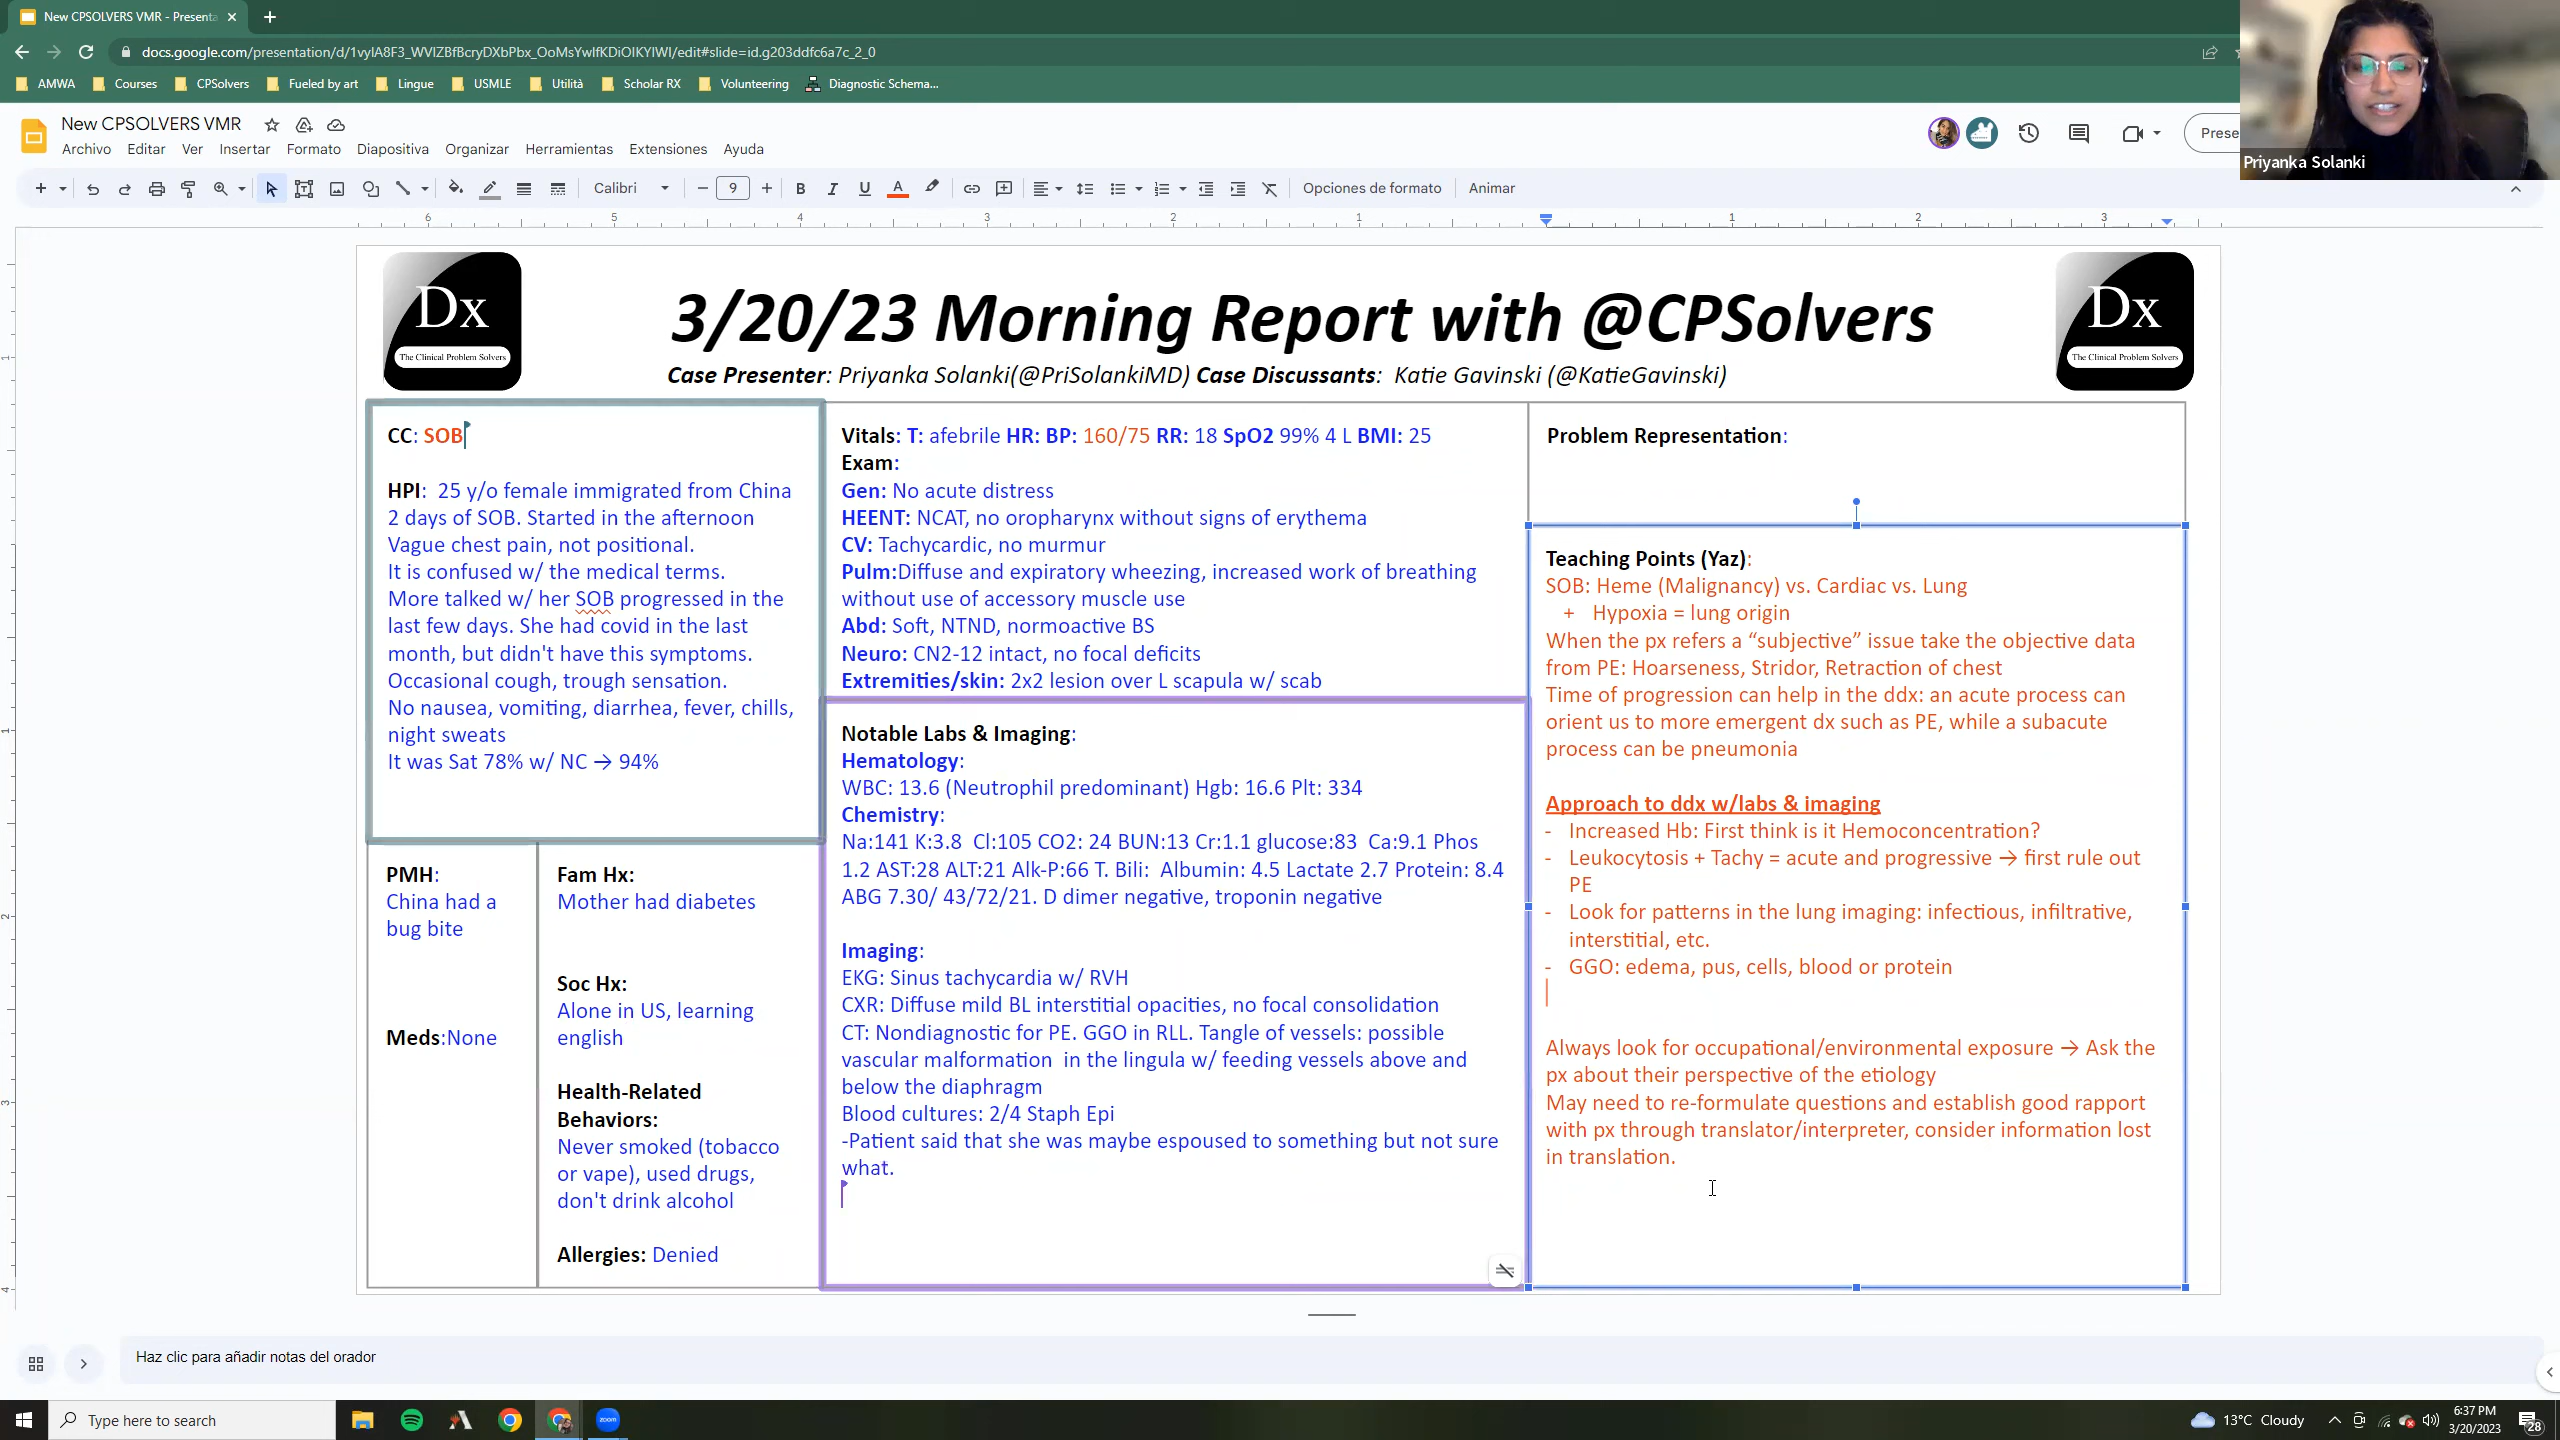 New CPSOLVERS VMR - Presenta
docs.google.com/presentation/d/1vylA8F3_WVIZBfBcryDXbPbx_OoMsYwlfKDiOIKYIWI/edit#slide=id.g203ddfc6a7c_2_0
AMWA Courses CPSolvers Fueled by art Lingue USMLE Utilità Scholar RX Volunteering Diagnostic Schema...
New CPSOLVERS VMR
Archivo Editar Ver Insertar Formato Diapositiva Organizar Herramientas Extensiones Ayuda
Prese
Priyanka Solanki
Calibri 9 Opciones de formato Animar
6 5 4 3 2 1 1 2 3
Dx
The Clinical Problem Solvers
3/20/23 Morning Report with @CPSolvers
Case Presenter: Priyanka Solanki(@PriSolankiMD) Case Discussants: Katie Gavinski (@KatieGavinski)
Dx
The Clinical Problem Solvers
CC: SOB
HPI: 25 y/o female immigrated from China
2 days of SOB. Started in the afternoon
Vague chest pain, not positional.
It is confused w/ the medical terms.
More talked w/ her SOB progressed in the
last few days. She had covid in the last
month, but didn't have this symptoms.
Occasional cough, trough sensation.
No nausea, vomiting, diarrhea, fever, chills,
night sweats
It was Sat 78% w/ NC → 94%
PMH:
China had a
bug bite
Meds:None
Fam Hx:
Mother had diabetes
Soc Hx:
Alone in US, learning
english
Health-Related
Behaviors:
Never smoked (tobacco
or vape), used drugs,
don't drink alcohol
Allergies: Denied
Vitals: T: afebrile HR: BP: 160/75 RR: 18 SpO2 99% 4 L BMI: 25
Exam:
Gen: No acute distress
HEENT: NCAT, no oropharynx without signs of erythema
CV: Tachycardic, no murmur
Pulm:Diffuse and expiratory wheezing, increased work of breathing
without use of accessory muscle use
Abd: Soft, NTND, normoactive BS
Neuro: CN2-12 intact, no focal deficits
Extremities/skin: 2x2 lesion over L scapula w/ scab
Notable Labs & Imaging:
Hematology:
WBC: 13.6 (Neutrophil predominant) Hgb: 16.6 Plt: 334
Chemistry:
Na:141 K:3.8 Cl:105 CO2: 24 BUN:13 Cr:1.1 glucose:83 Ca:9.1 Phos
1.2 AST:28 ALT:21 Alk-P:66 T. Bili: Albumin: 4.5 Lactate 2.7 Protein: 8.4
ABG 7.30/ 43/72/21. D dimer negative, troponin negative
Imaging:
EKG: Sinus tachycardia w/ RVH
CXR: Diffuse mild BL interstitial opacities, no focal consolidation
CT: Nondiagnostic for PE. GGO in RLL. Tangle of vessels: possible
vascular malformation in the lingula w/ feeding vessels above and
below the diaphragm
Blood cultures: 2/4 Staph Epi
-Patient said that she was maybe espoused to something but not sure
what.
Problem Representation:
Teaching Points (Yaz):
SOB: Heme (Malignancy) vs. Cardiac vs. Lung
+ Hypoxia = lung origin
When the px refers a “subjective” issue take the objective data
from PE: Hoarseness, Stridor, Retraction of chest
Time of progression can help in the ddx: an acute process can
orient us to more emergent dx such as PE, while a subacute
process can be pneumonia
Approach to ddx w/labs & imaging
- Increased Hb: First think is it Hemoconcentration?
- Leukocytosis + Tachy = acute and progressive → first rule out
PE
- Look for patterns in the lung imaging: infectious, infiltrative,
interstitial, etc.
- GGO: edema, pus, cells, blood or protein
Always look for occupational/environmental exposure → Ask the
px about their perspective of the etiology
May need to re-formulate questions and establish good rapport
with px through translator/interpreter, consider information lost
in translation.
1
1
2
3
4
Haz clic para añadir notas del orador
Type here to search
zoom
13°C Cloudy
6:37 PM
3/20/2023
28